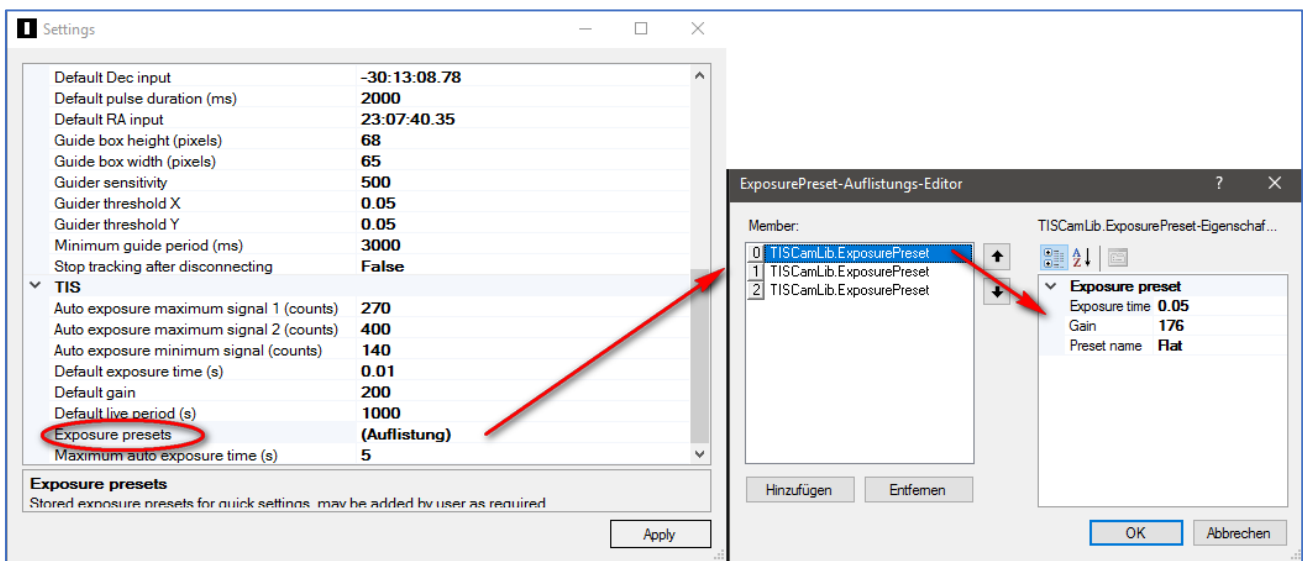 Settings
Default Dec input -30:13:08.78
Default pulse duration (ms) 2000
Default RA input 23:07:40.35
Guide box height (pixels) 68
Guide box width (pixels) 65
Guider sensitivity 500
Guider threshold X 0.05
Guider threshold Y 0.05
Minimum guide period (ms) 3000
Stop tracking after disconnecting False
TIS
Auto exposure maximum signal 1 (counts) 270
Auto exposure maximum signal 2 (counts) 400
Auto exposure minimum signal (counts) 140
Default exposure time (s) 0.01
Default gain 200
Default live period (s) 1000
Exposure presets (Auflistung)
Maximum auto exposure time (s) 5
Exposure presets
Stored exposure presets for quick settings, may be added by user as required
Apply
ExposurePreset-Auflistungs-Editor ?
Member:
0 TISCamLib.ExposurePreset
1 TISCamLib.ExposurePreset
2 TISCamLib.ExposurePreset
Hinzufügen Entfernen
TISCamLib.ExposurePreset-Eigenschaf...
Exposure preset
Exposure time 0.05
Gain 176
Preset name Flat
OK Abbrechen